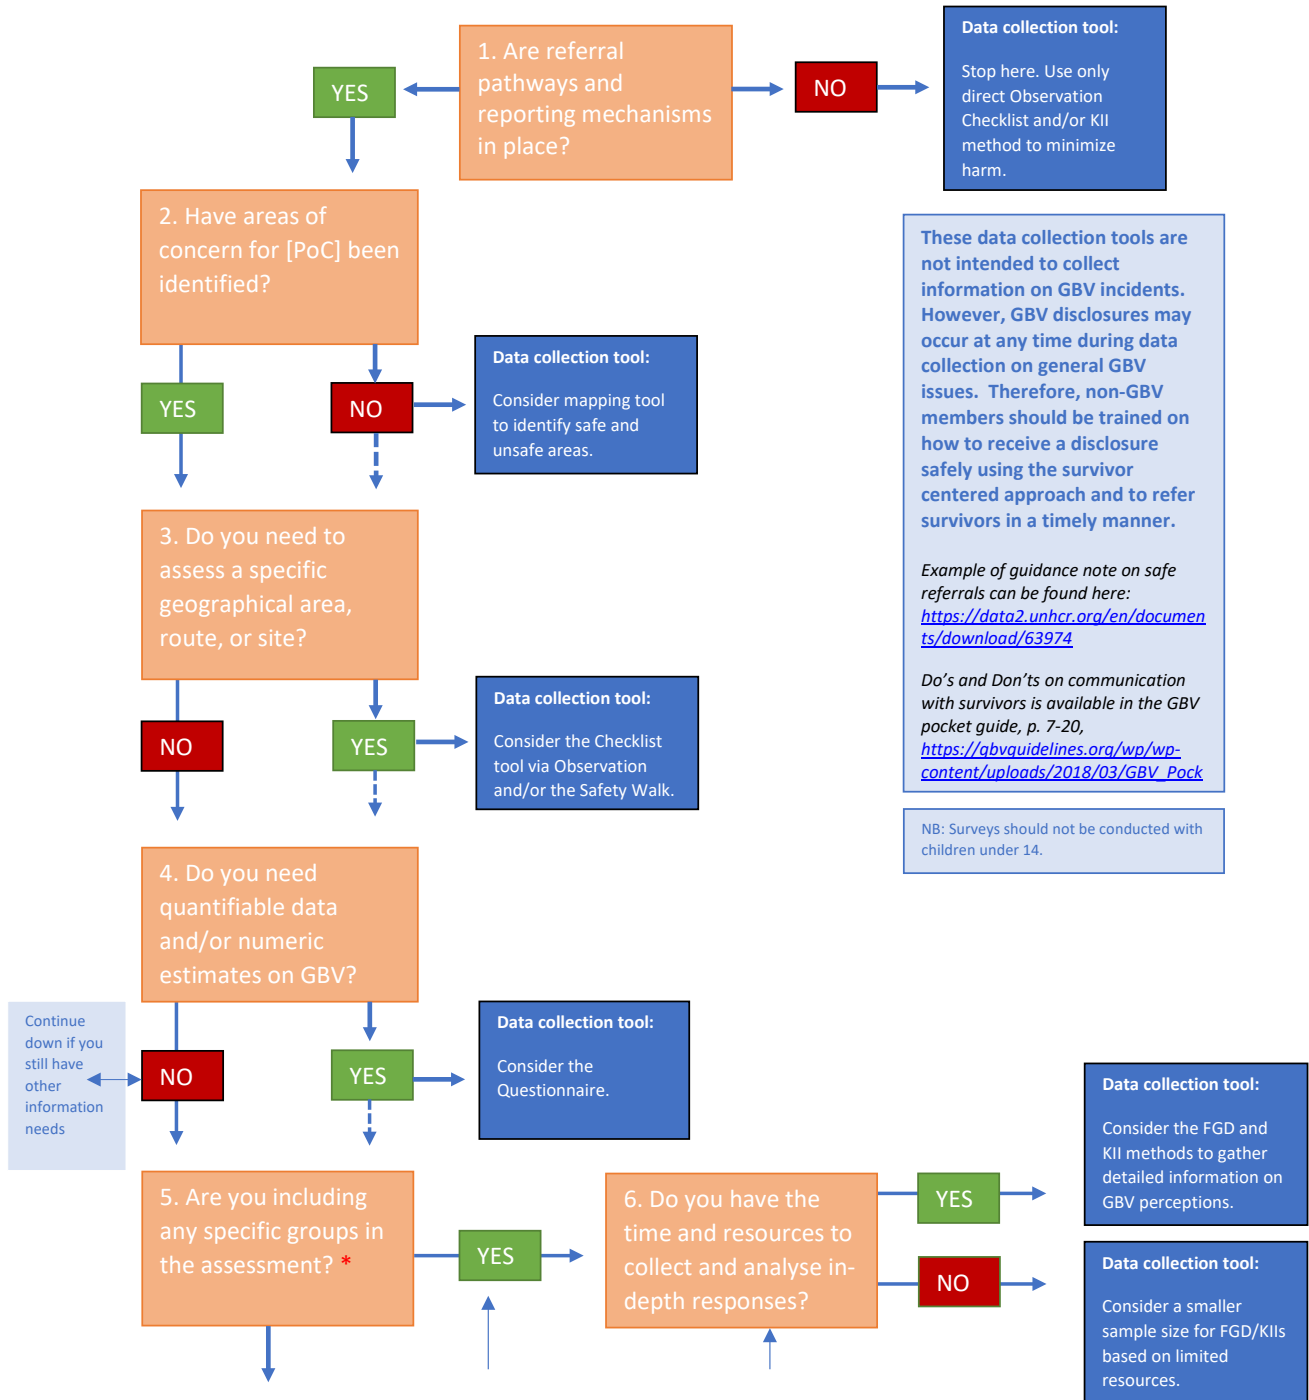 1. Are referral
pathways and
reporting mechanisms
in place?
YES
NO
Data collection tool:
Stop here. Use only
direct Observation
Checklist and/or KII
method to minimize
harm.
2. Have areas of
concern for [PoC] been
identified?
YES
NO
Data collection tool:
Consider mapping tool
to identify safe and
unsafe areas.
These data collection tools are
not intended to collect
information on GBV incidents.
However, GBV disclosures may
occur at any time during data
collection on general GBV
issues.  Therefore, non-GBV
members should be trained on
how to receive a disclosure
safely using the survivor
centered approach and to refer
survivors in a timely manner.
Example of guidance note on safe
referrals can be found here:
https://data2.unhcr.org/en/documen
ts/download/63974
Do's and Don'ts on communication
with survivors is available in the GBV
pocket guide, p. 7-20,
https://gbvguidelines.org/wp/wp-
content/uploads/2018/03/GBV_Pock
NB: Surveys should not be conducted with
children under 14.
3. Do you need to
assess a specific
geographical area,
route, or site?
NO
YES
Data collection tool:
Consider the Checklist
tool via Observation
and/or the Safety Walk.
4. Do you need
quantifiable data
and/or numeric
estimates on GBV?
Continue
down if you
still have
other
information
needs
NO
YES
Data collection tool:
Consider the
Questionnaire.
5. Are you including
any specific groups in
the assessment? *
YES
6. Do you have the
time and resources to
collect and analyse in-
depth responses?
YES
Data collection tool:
Consider the FGD and
KII methods to gather
detailed information on
GBV perceptions.
NO
Data collection tool:
Consider a smaller
sample size for FGD/KIIs
based on limited
resources.